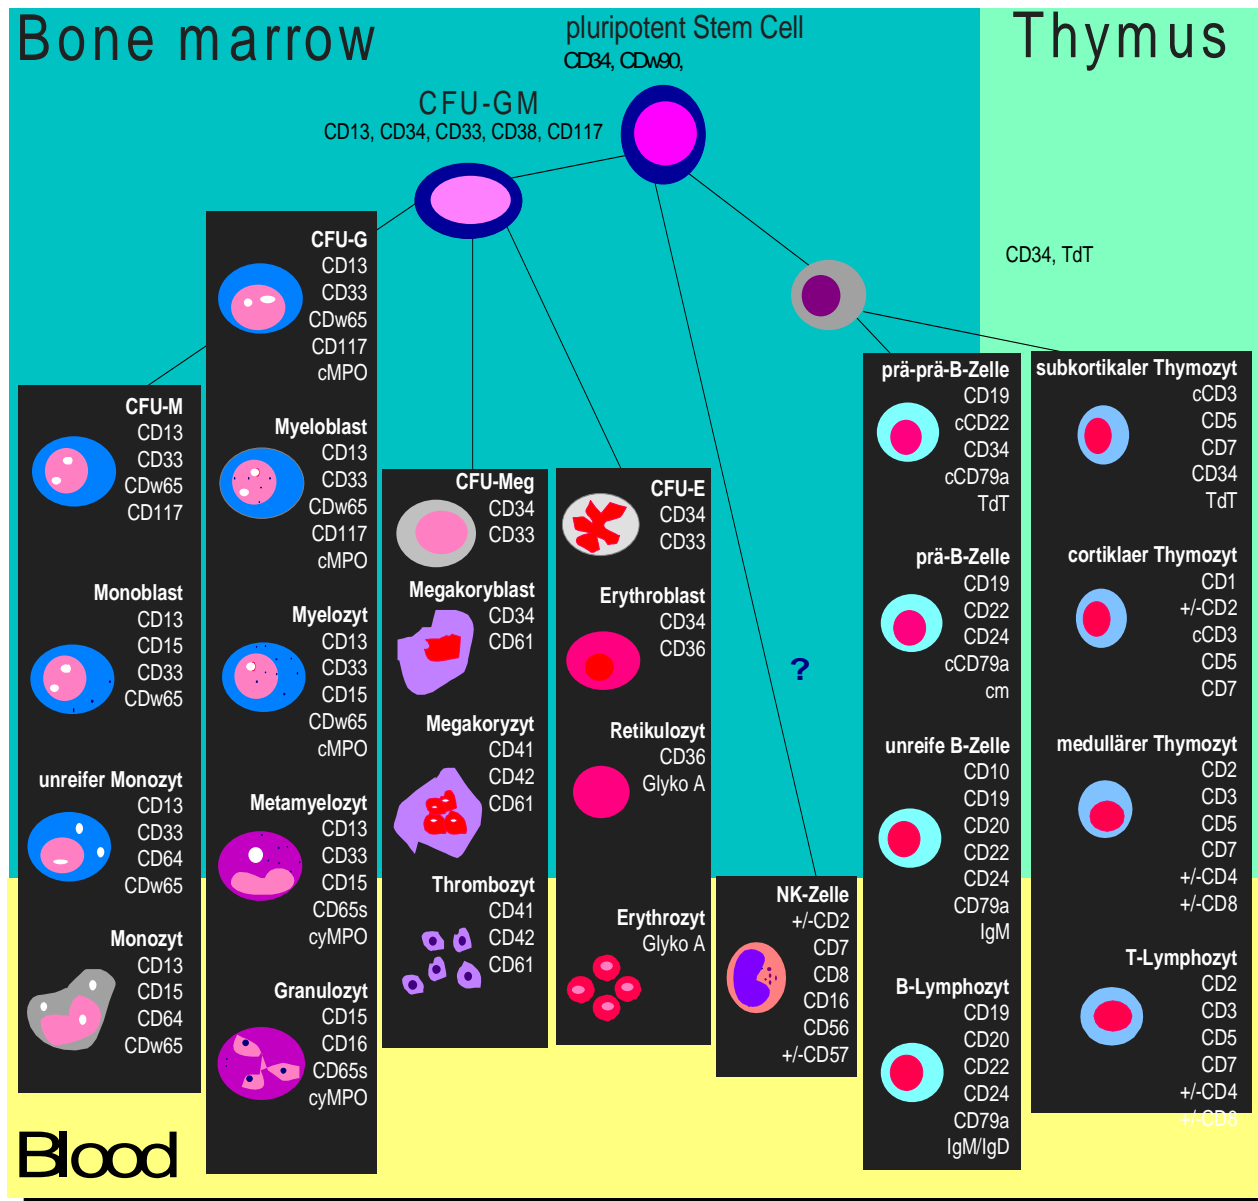 Bone marrow
pluripotent Stem Cell
CD34, CDw90,
Thymus
CFU-GM
CD13, CD34, CD33, CD38, CD117
CD34, TdT
CFU-M
CD13
CD33
CDw65
CD117
Monoblast
CD13
CD15
CD33
CDw65
unreifer Monozyt
CD13
CD33
CD64
CDw65
Monozyt
CD13
CD15
CD64
CDw65
CFU-G
CD13
CD33
CDw65
CD117
cMPO
Myeloblast
CD13
CD33
CDw65
CD117
cMPO
Myelozyt
CD13
CD33
CD15
CDw65
cMPO
Metamyelozyt
CD13
CD33
CD15
CD65s
cyMPO
Granulozyt
CD15
CD16
CD65s
cyMPO
CFU-Meg
CD34
CD33
Megakoryblast
CD34
CD61
Megakoryzyt
CD41
CD42
CD61
Thrombozyt
CD41
CD42
CD61
CFU-E
CD34
CD33
Erythroblast
CD34
CD36
Retikulozyt
CD36
Glyko A
Erythrozyt
Glyko A
?
NK-Zelle
+/-CD2
CD7
CD8
CD16
CD56
+/-CD57
prä-prä-B-Zelle
CD19
cCD22
CD34
cCD79a
TdT
prä-B-Zelle
CD19
CD22
CD24
cCD79a
cm
unreife B-Zelle
CD10
CD19
CD20
CD22
CD24
CD79a
IgM
B-Lymphozyt
CD19
CD20
CD22
CD24
CD79a
IgM/IgD
subkortikaler Thymozyt
cCD3
CD5
CD7
CD34
TdT
cortiklaer Thymozyt
CD1
+/-CD2
cCD3
CD5
CD7
medullärer Thymozyt
CD2
CD3
CD5
CD7
+/-CD4
+/-CD8
T-Lymphozyt
CD2
CD3
CD5
CD7
+/-CD4
+/-CD8
Blood